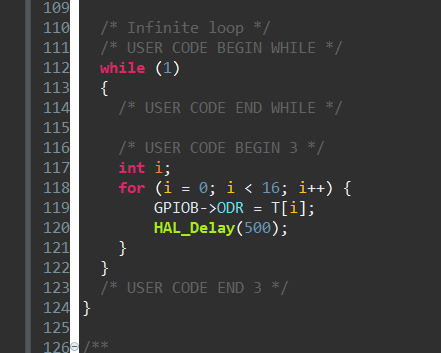 109
110 /* Infinite loop */
111 /* USER CODE BEGIN WHILE */
112 while (1)
113 {
114 /* USER CODE END WHILE */
115
116 /* USER CODE BEGIN 3 */
117 int i;
118 for (i = 0; i < 16; i++) {
119 GPIOB->ODR = T[i];
120 HAL_Delay(500);
121 }
122 }
123 /* USER CODE END 3 */
124 }
125
126 /**